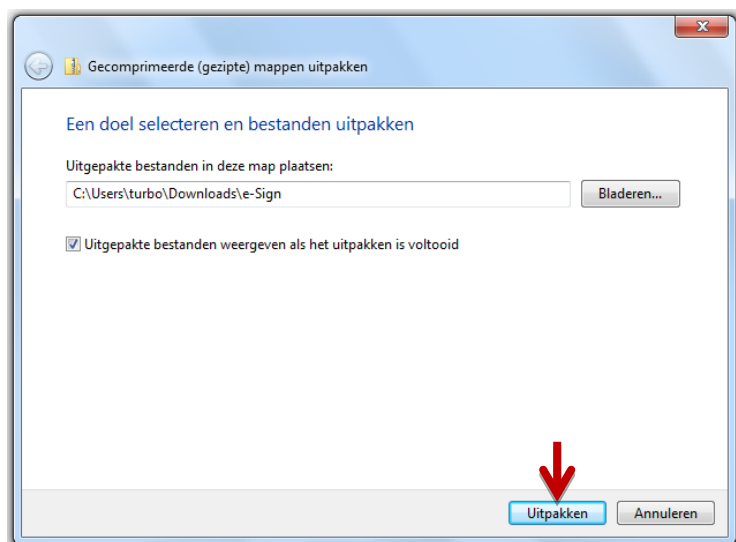 Gecomprimeerde (gezipte) mappen uitpakken
Een doel selecteren en bestanden uitpakken
Uitgepakte bestanden in deze map plaatsen:
C:\Users\turbo\Downloads\e-Sign
Bladeren...
Uitgepakte bestanden weergeven als het uitpakken is voltooid
Uitpakken
Annuleren